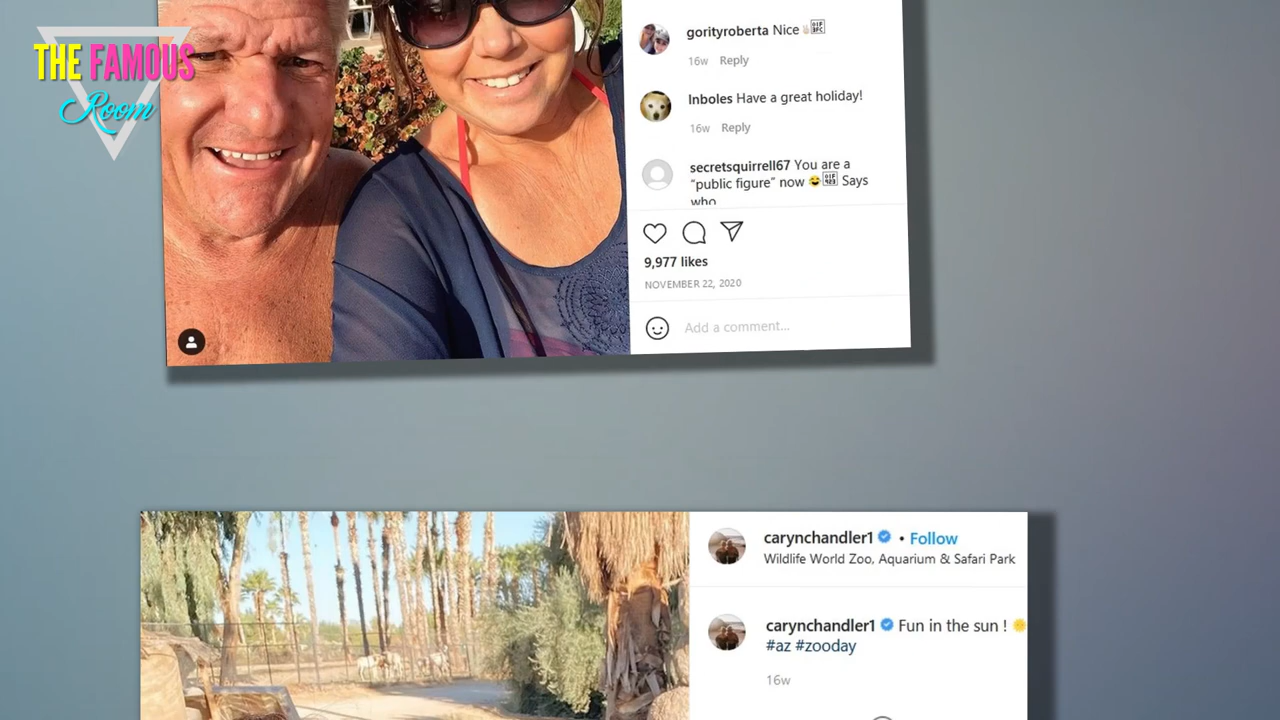 THE FAMOUS
Room
gorityroberta Nice
16w Reply
lnboles Have a great holiday!
16w Reply
secretsquirrell67 You are a
"public figure" now 😂 Says
who
9,977 likes
NOVEMBER 22, 2020
Add a comment...
carynchandler1 • Follow
Wildlife World Zoo, Aquarium & Safari Park
carynchandler1 Fun in the sun ! ☀️
#az #zooday
16w